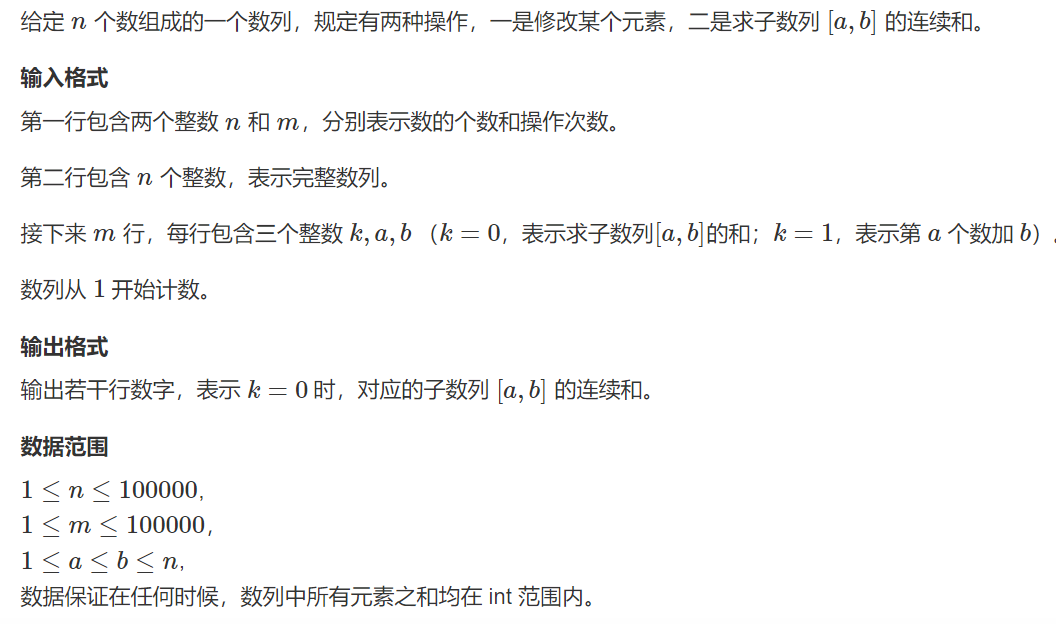 给定 n 个数组成的一个数列，规定有两种操作，一是修改某个元素，二是求子数列 [a, b] 的连续和。
输入格式
第一行包含两个整数 n 和 m，分别表示数的个数和操作次数。
第二行包含 n 个整数，表示完整数列。
接下来 m 行，每行包含三个整数 k, a, b （k = 0，表示求子数列[a, b]的和；k = 1，表示第 a 个数加 b）.
数列从 1 开始计数。
输出格式
输出若干行数字，表示 k = 0 时，对应的子数列 [a, b] 的连续和。
数据范围
1 ≤ n ≤ 100000,
1 ≤ m ≤ 100000，
1 ≤ a ≤ b ≤ n,
数据保证在任何时候，数列中所有元素之和均在 int 范围内。